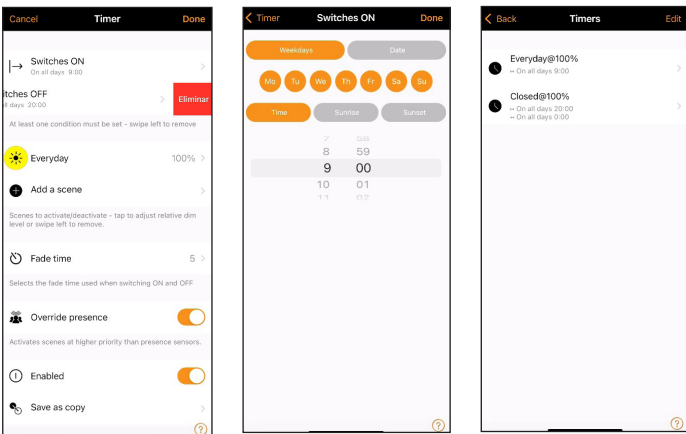 Cancel Timer Done
Switches ON
On all days 9:00
itches OFF
ll days 20:00
Eliminar
At least one condition must be set - swipe left to remove
Everyday 100%
Add a scene
Scenes to activate/deactivate - tap to adjust relative dim
level or swipe left to remove.
Fade time 5
Selects the fade time used when switching ON and OFF
Override presence
Activates scenes at higher priority than presence sensors.
Enabled
Save as copy
?
Timer Switches ON Done
Weekdays Date
Mo Tu We Th Fr Sa Su
Time Sunrise Sunset
7 58
8 59
9 00
10 01
11 02
?
Back Timers Edit
Everyday@100%
On all days 9:00
Closed@100%
On all days 20:00
On all days 0:00
?